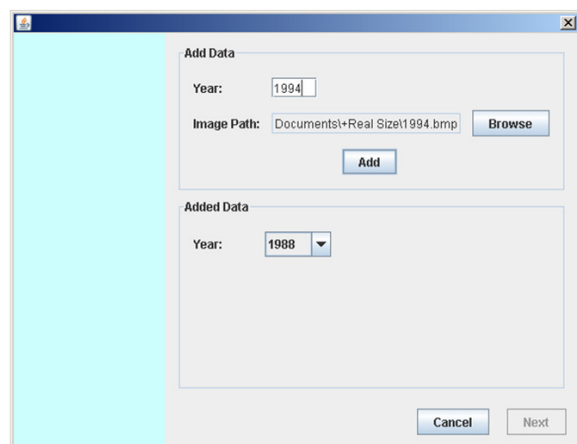 Add Data
Year: 1994
Image Path: Documents\+Real Size\1994.bmp Browse
Add
Added Data
Year: 1988
Cancel Next